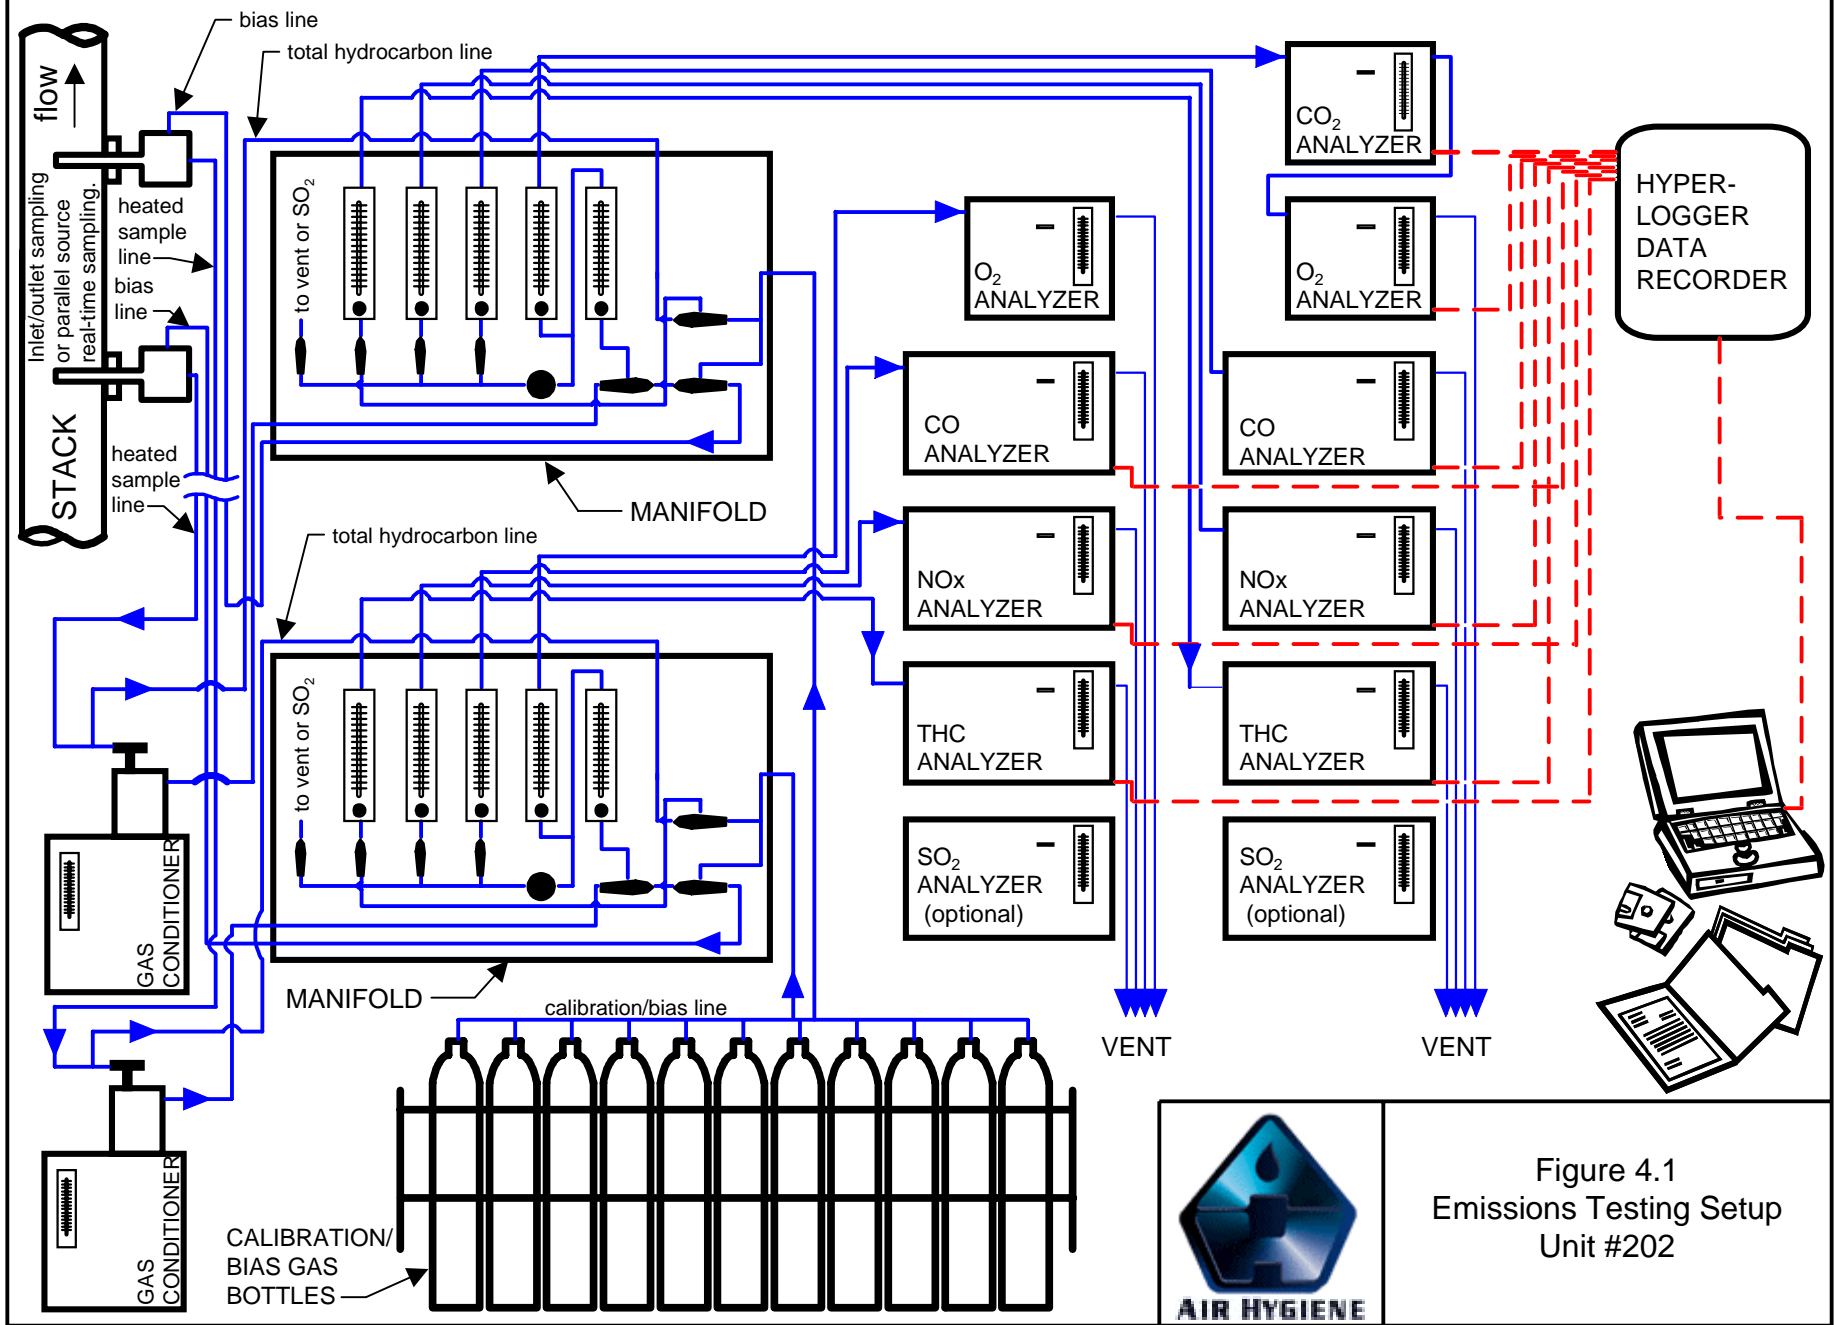 bias line
total hydrocarbon line
flow
Inlet/outlet sampling
or parallel source
real-time sampling.
STACK
heated
sample
line
bias
line
heated
sample
line
to vent or SO₂
MANIFOLD
total hydrocarbon line
to vent or SO₂
MANIFOLD
CO₂
ANALYZER
O₂
ANALYZER
O₂
ANALYZER
CO
ANALYZER
CO
ANALYZER
NOx
ANALYZER
NOx
ANALYZER
THC
ANALYZER
THC
ANALYZER
SO₂
ANALYZER
(optional)
SO₂
ANALYZER
(optional)
HYPER-
LOGGER
DATA
RECORDER
GAS
CONDITIONER
GAS
CONDITIONER
calibration/bias line
VENT
VENT
CALIBRATION/
BIAS GAS
BOTTLES
AIR HYGIENE
Figure 4.1
Emissions Testing Setup
Unit #202